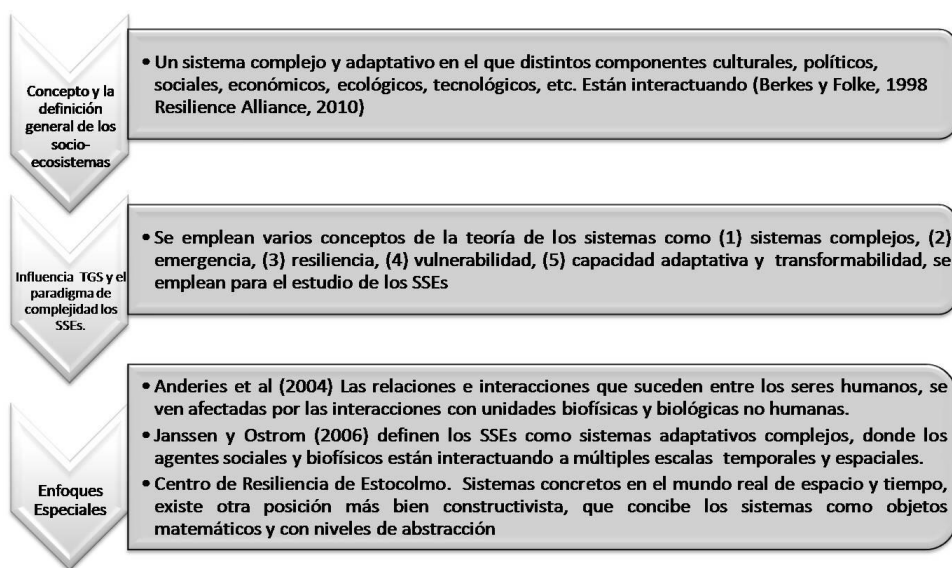 Concepto y la
definición
general de los
socio-
ecosistemas
• Un sistema complejo y adaptativo en el que distintos componentes culturales, políticos,
sociales, económicos, ecológicos, tecnológicos, etc. Están interactuando (Berkes y Folke, 1998
Resilience Alliance, 2010)
Influencia TGS y el
paradigma de
complejidad los
SSEs.
• Se emplean varios conceptos de la teoría de los sistemas como (1) sistemas complejos, (2)
emergencia, (3) resiliencia, (4) vulnerabilidad, (5) capacidad adaptativa y transformabilidad, se
emplean para el estudio de los SSEs
Enfoques
Especiales
• Anderies et al (2004) Las relaciones e interacciones que suceden entre los seres humanos, se
ven afectadas por las interacciones con unidades biofísicas y biológicas no humanas.
• Janssen y Ostrom (2006) definen los SSEs como sistemas adaptativos complejos, donde los
agentes sociales y biofísicos están interactuando a múltiples escalas temporales y espaciales.
• Centro de Resiliencia de Estocolmo. Sistemas concretos en el mundo real de espacio y tiempo,
existe otra posición más bien constructivista, que concibe los sistemas como objetos
matemáticos y con niveles de abstracción